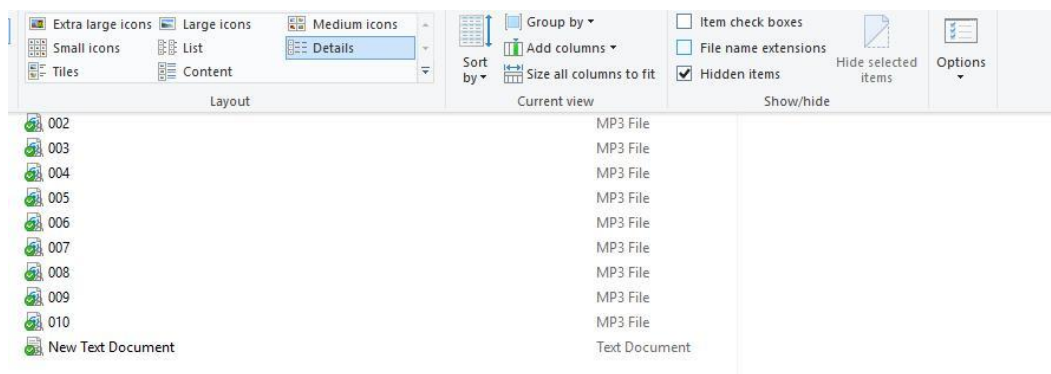 Extra large icons Large icons Medium icons
Small icons List Details
Tiles Content
Layout
Sort by
Group by
Add columns
Size all columns to fit
Current view
Item check boxes
File name extensions
Hidden items
Hide selected
items
Show/hide
Options
002 MP3 File
003 MP3 File
004 MP3 File
005 MP3 File
006 MP3 File
007 MP3 File
008 MP3 File
009 MP3 File
010 MP3 File
New Text Document Text Document